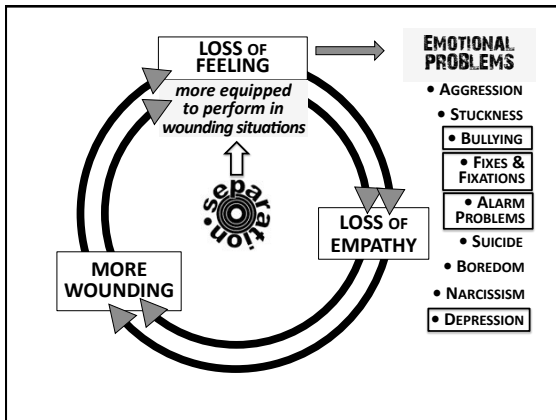 LOSS OF
FEELING
more equipped
to perform in
wounding situations
separation
LOSS OF
EMPATHY
MORE
WOUNDING
EMOTIONAL
PROBLEMS
• AGGRESSION
• STUCKNESS
• BULLYING
• FIXES &
FIXATIONS
• ALARM
PROBLEMS
• SUICIDE
• BOREDOM
• NARCISSISM
• DEPRESSION